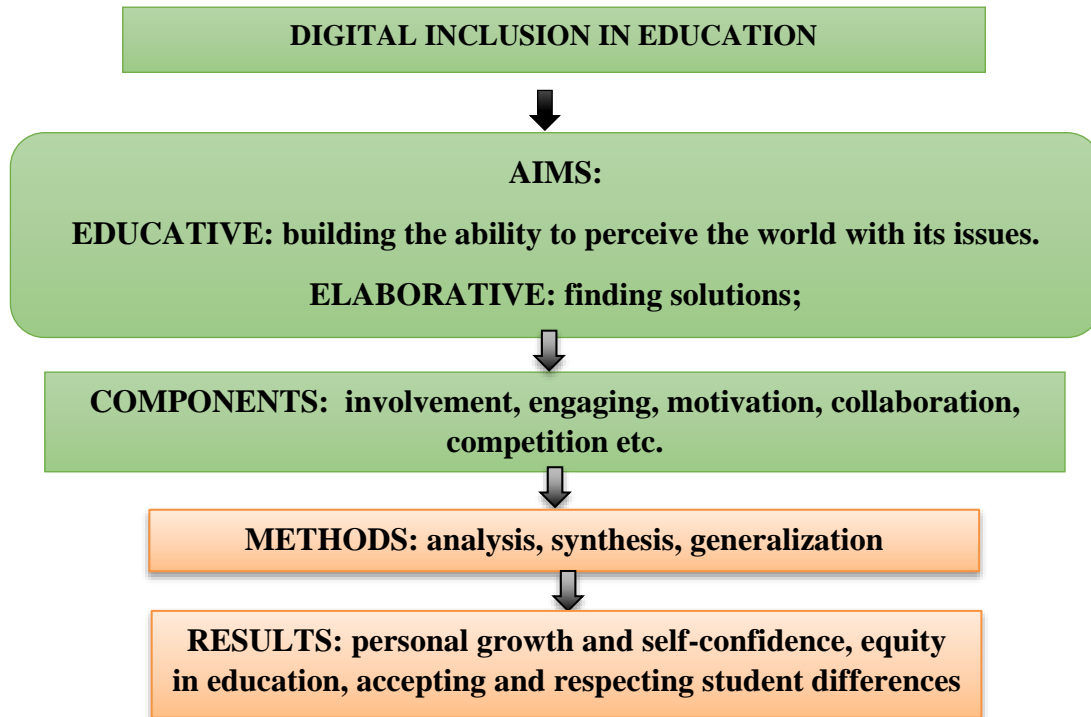 DIGITAL INCLUSION IN EDUCATION
AIMS:
EDUCATIVE: building the ability to perceive the world with its issues.
ELABORATIVE: finding solutions;
COMPONENTS:  involvement, engaging, motivation, collaboration,
competition etc.
METHODS: analysis, synthesis, generalization
RESULTS: personal growth and self-confidence, equity
in education, accepting and respecting student differences